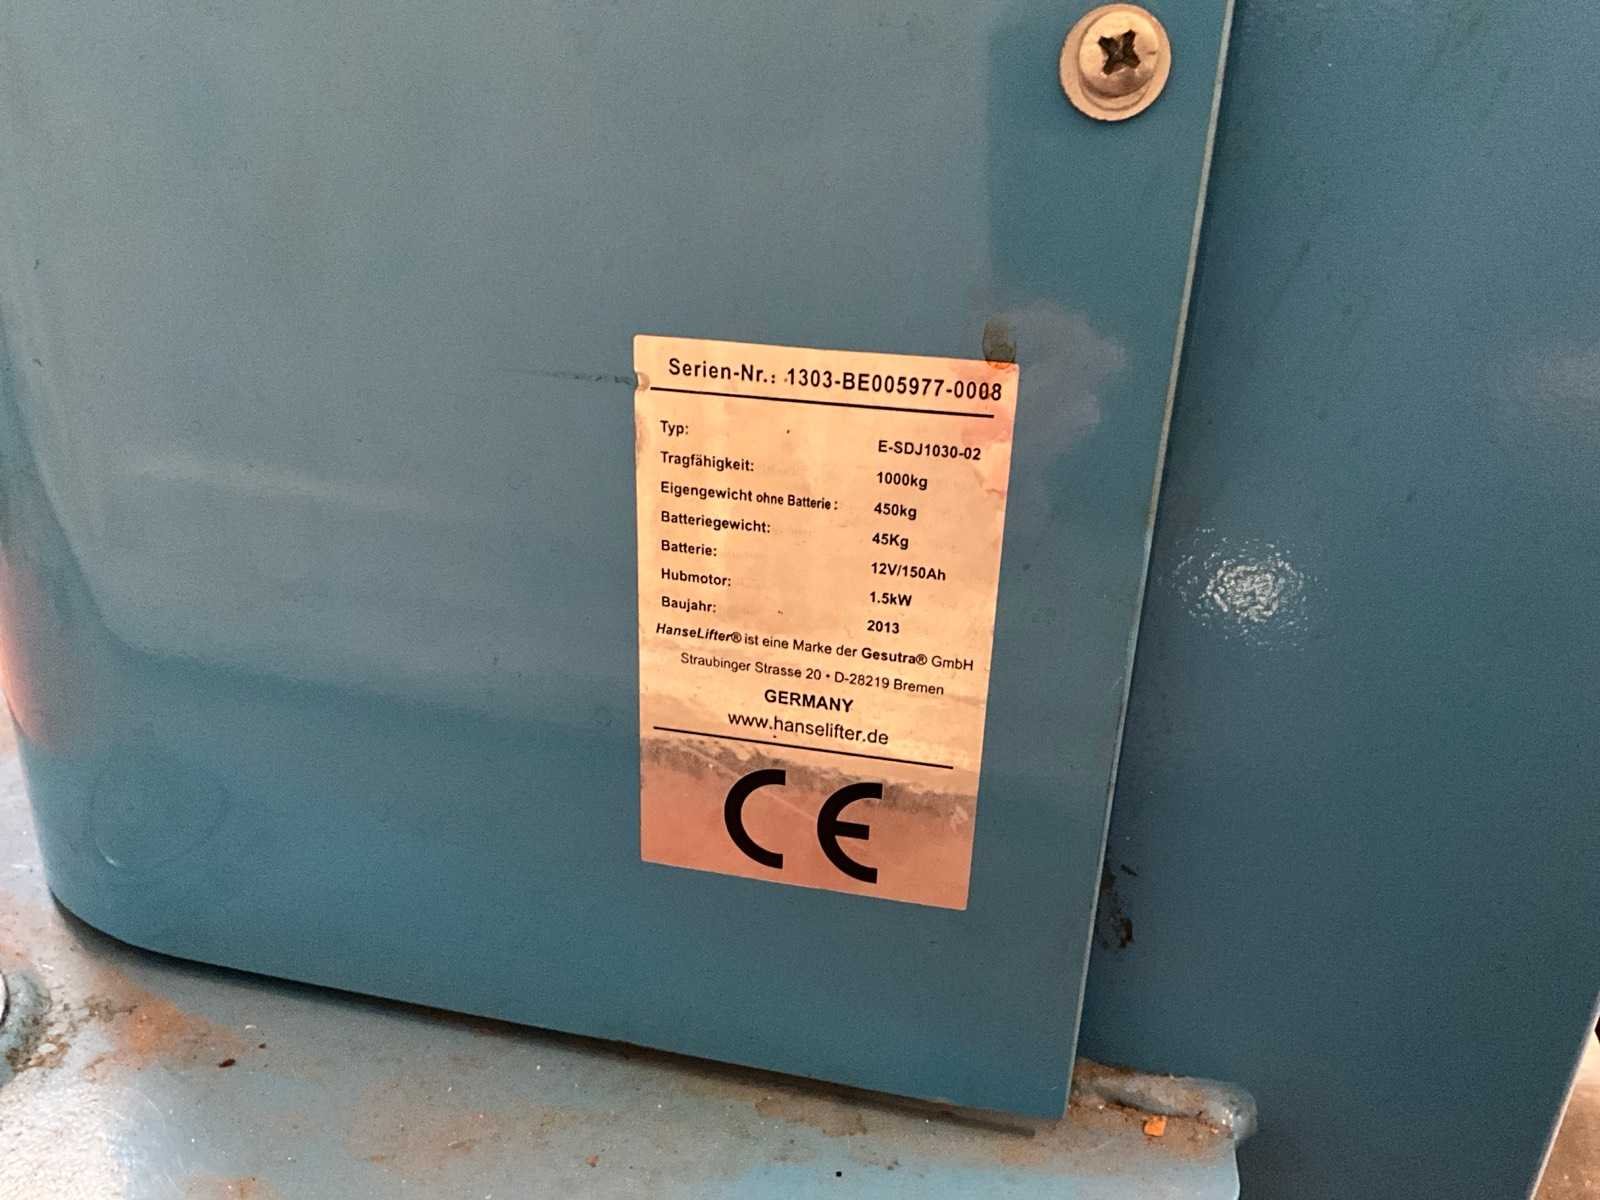 Serien-Nr.: 1303-BE005977-0008
Typ: E-SDJ1030-02
Tragfähigkeit: 1000kg
Eigengewicht ohne Batterie : 450kg
Batteriegewicht: 45Kg
Batterie: 12V/150Ah
Hubmotor: 1.5kW
Baujahr: 2013
HanseLifter® ist eine Marke der Gesutra® GmbH
Straubinger Strasse 20 • D-28219 Bremen
GERMANY
www.hanselifter.de
CE